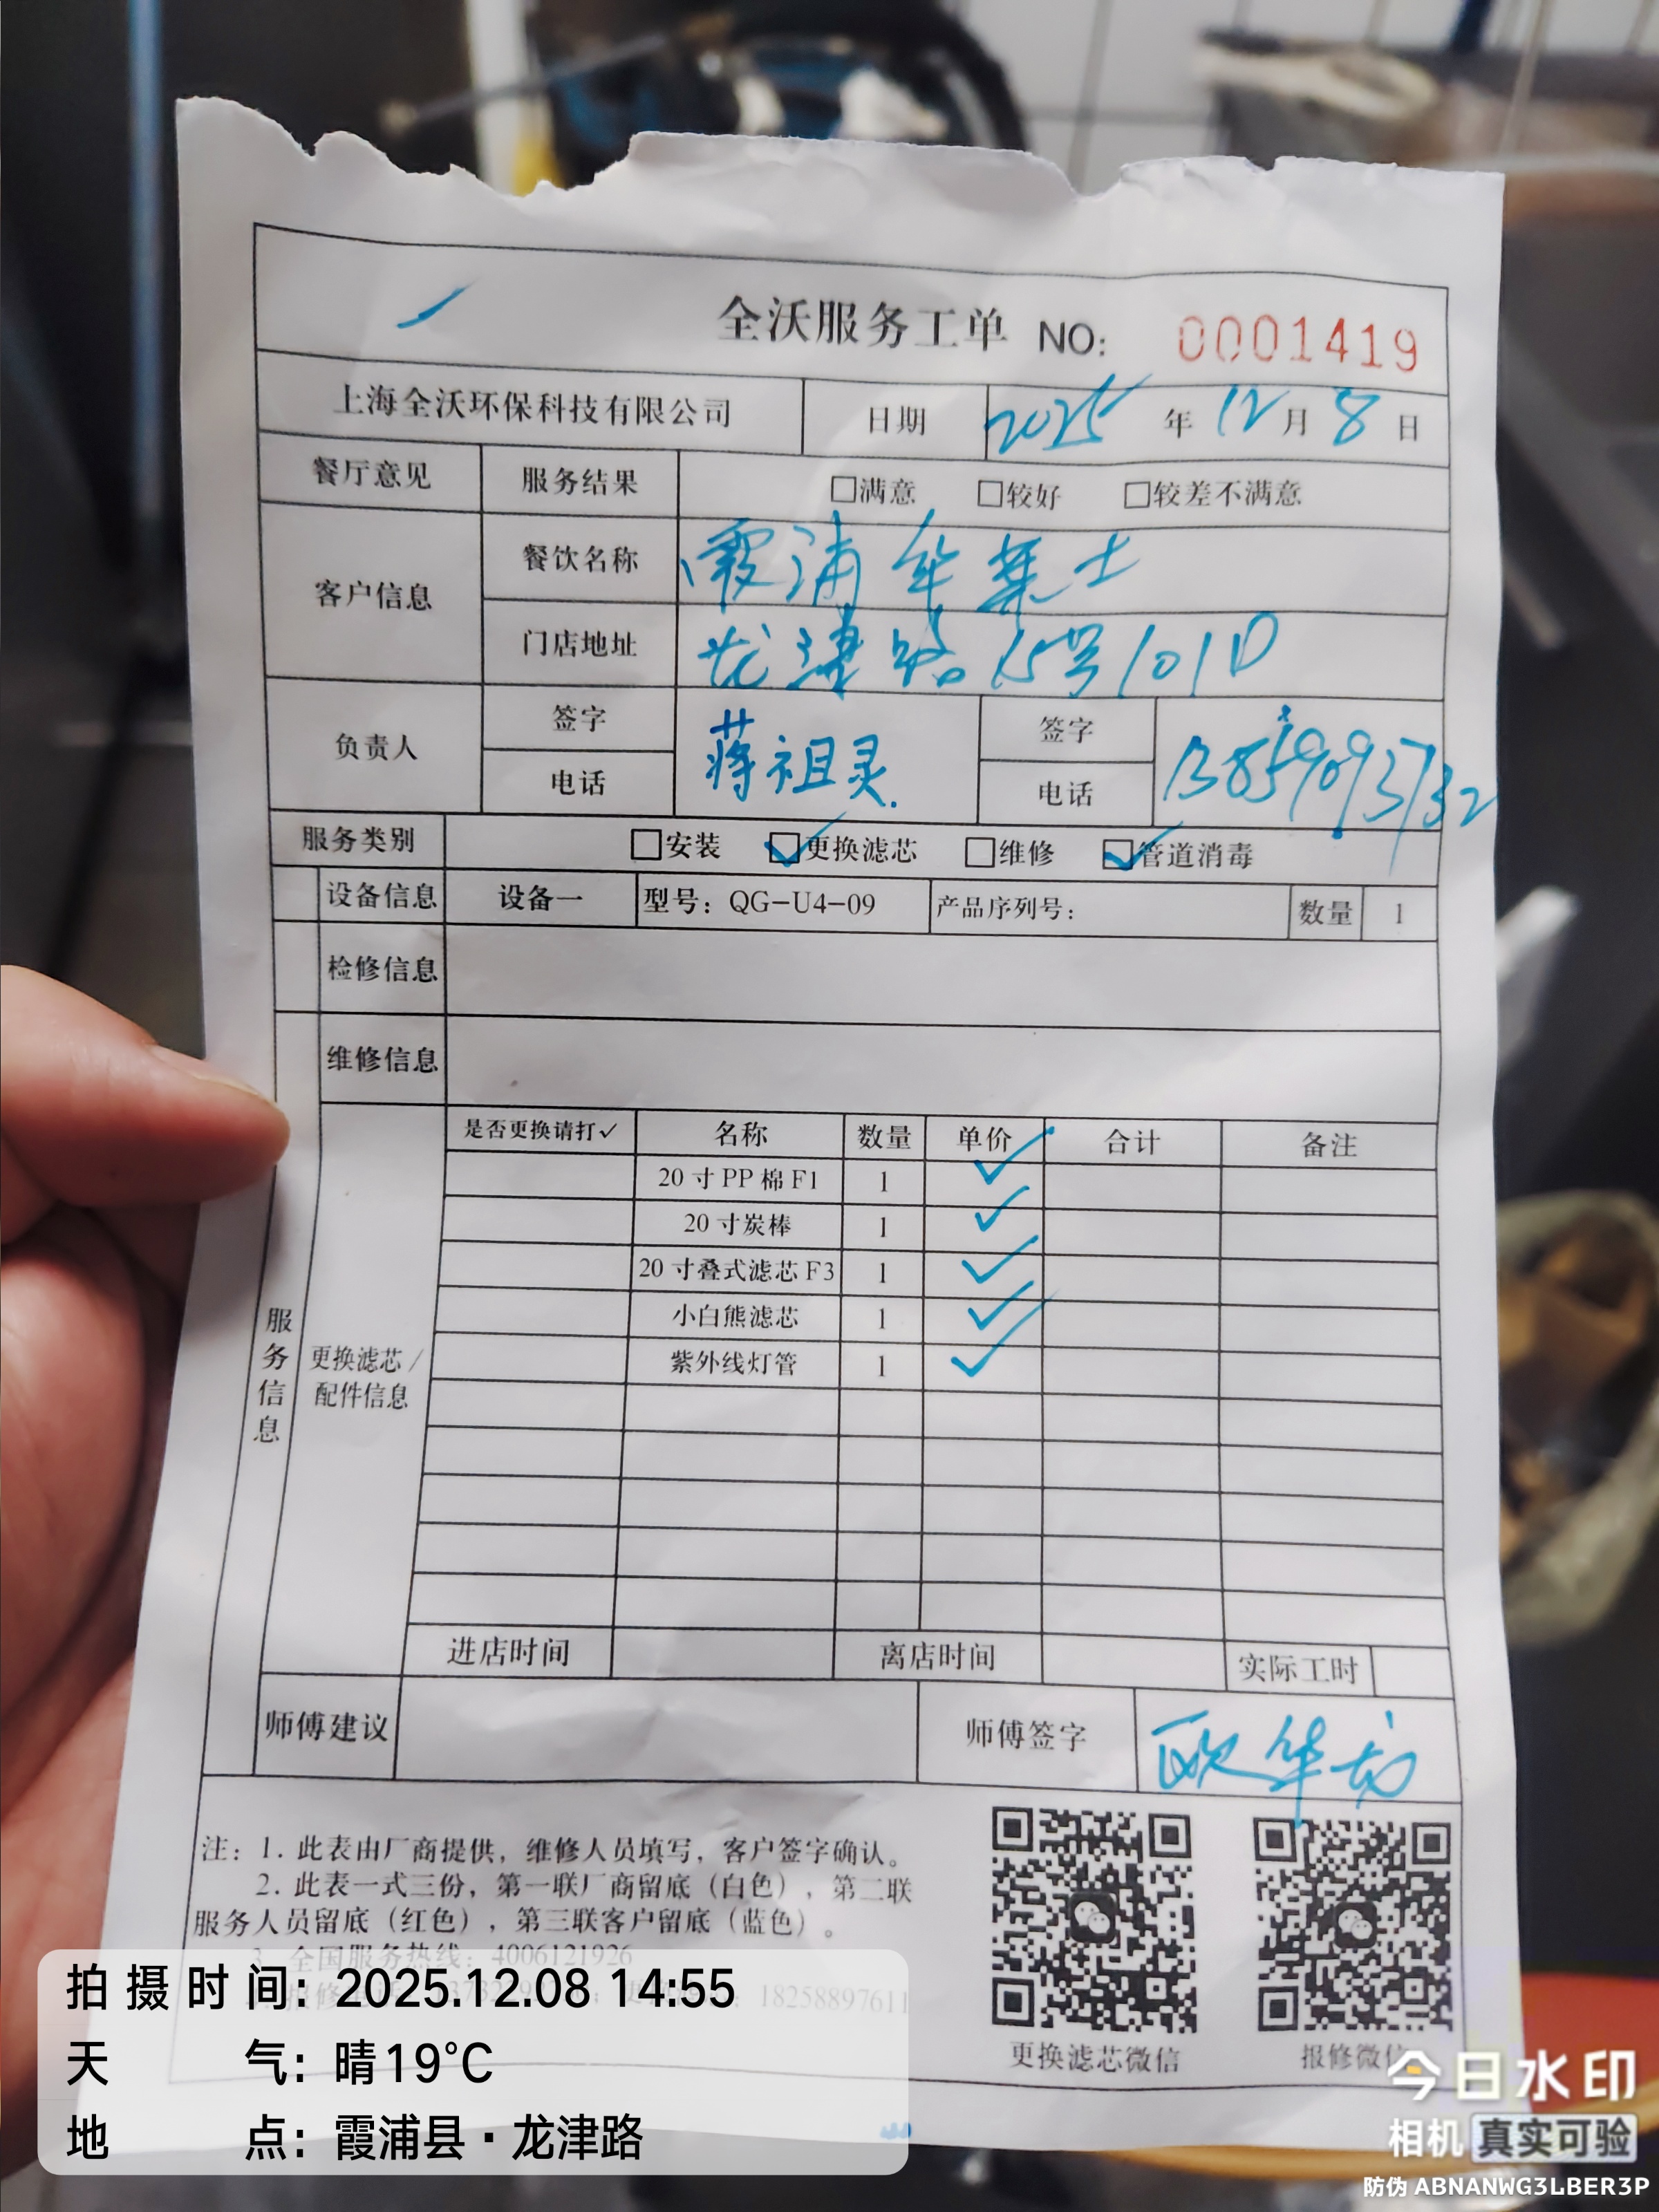 全沃服务工单 NO: 0001419
上海全沃环保科技有限公司 日期 2025 年 12 月 8 日
餐厅意见 服务结果 □满意 □较好 □较差不满意
客户信息 餐饮名称 霞浦华莱士
门店地址 龙津路15号101D
负责人 签字 电话 蒋祖灵. 签字 电话 13859093732
服务类别 □安装 ☑更换滤芯 □维修 ☑管道消毒
设备信息 设备一 型号：QG-U4-09 产品序列号： 数量 1
检修信息
维修信息
服务信息
更换滤芯/配件信息
是否更换请打✓ 名称 数量 单价 合计 备注
20寸PP棉F1 1 ✓
20寸炭棒 1 ✓
20寸叠式滤芯F3 1 ✓
小白熊滤芯 1 ✓
紫外线灯管 1 ✓
进店时间 离店时间 实际工时
师傅建议 师傅签字 欧华龙
注：1. 此表由厂商提供，维修人员填写，客户签字确认。
2. 此表一式三份，第一联厂商留底（白色），第二联
服务人员留底（红色），第三联客户留底（蓝色）。
3. 全国服务热线：4006121926
18258897611
更换滤芯微信 报修微信
拍摄时间：2025.12.08 14:55
天气：晴19°C
地点：霞浦县·龙津路
今日水印
相机 真实可验
防伪 ABNANWG3LBER3P